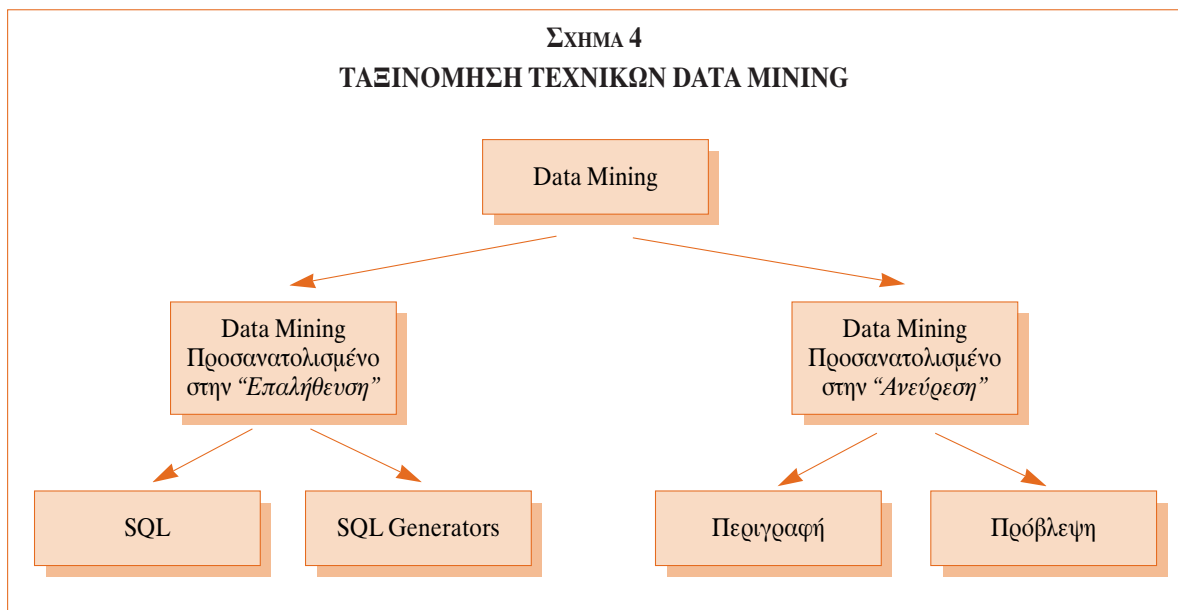 ΣΧΗΜΑ 4
ΤΑΞΙΝΟΜΗΣΗ ΤΕΧΝΙΚΩΝ DATA MINING
Data Mining
Data Mining
Προσανατολισμένο
στην “Επαλήθευση”
Data Mining
Προσανατολισμένο
στην “Ανεύρεση”
SQL
SQL Generators
Περιγραφή
Πρόβλεψη